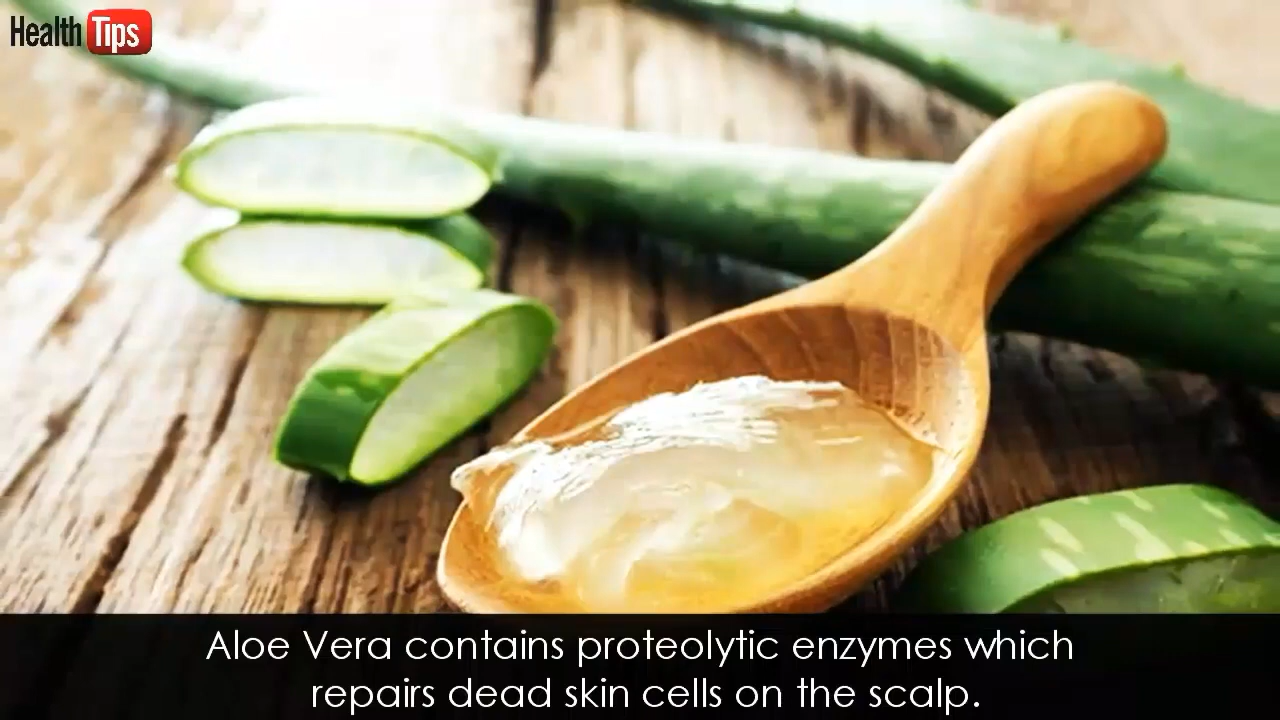 Health Tips
Aloe Vera contains proteolytic enzymes which
repairs dead skin cells on the scalp.